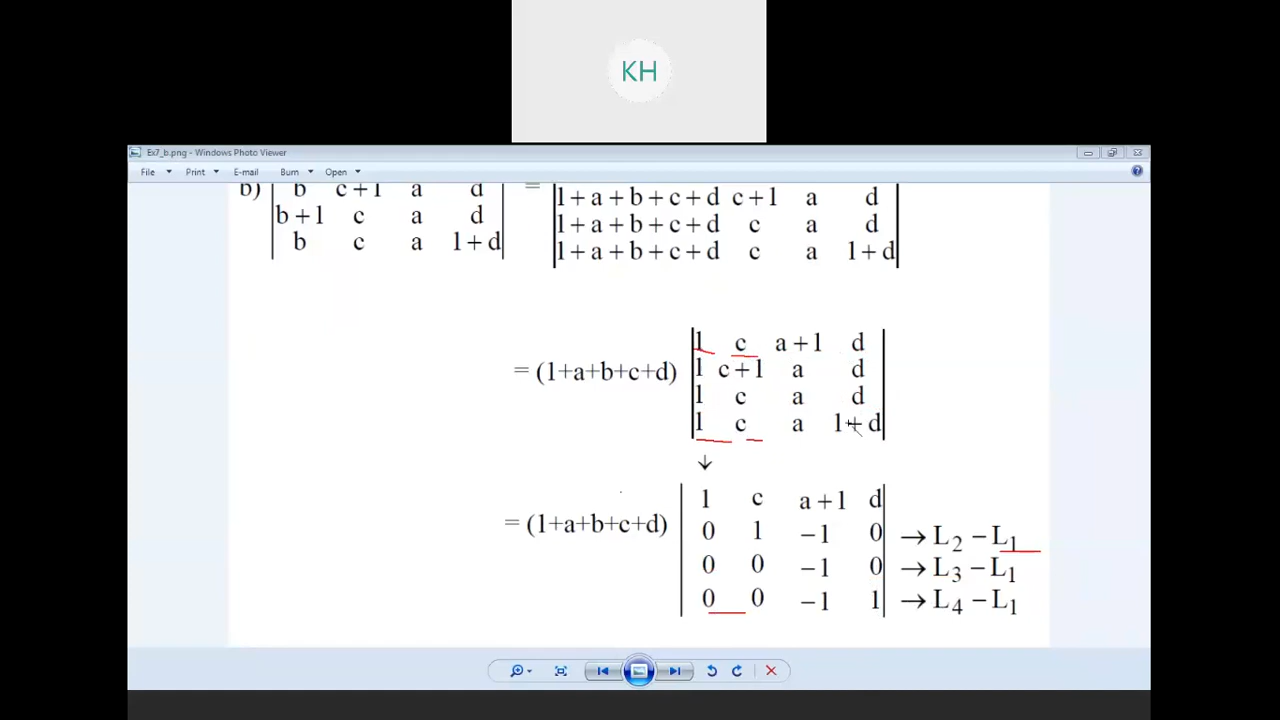 KH
Ex7_b.png - Windows Photo Viewer
File Print E-mail Burn Open
b) | b c+1 a d | = | 1+a+b+c+d c+1 a d |
| b+1 c a d | | 1+a+b+c+d c a d |
| b c a 1+d | | 1+a+b+c+d c a 1+d |
| 1 c a+1 d |
= (1+a+b+c+d) | 1 c+1 a d |
| 1 c a d |
| 1 c a 1+d |
↓
| 1 c a+1 d |
= (1+a+b+c+d) | 0 1 −1 0 | → L2 − L1
| 0 0 −1 0 | → L3 − L1
| 0 0 −1 1 | → L4 − L1